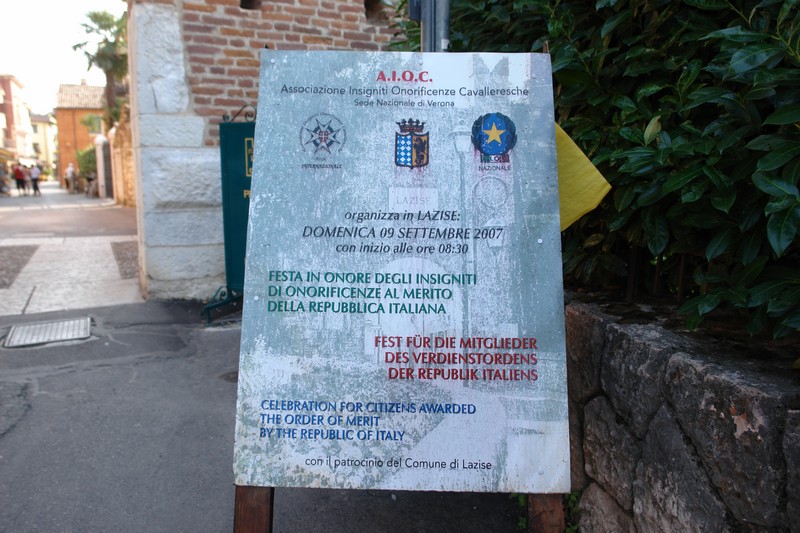 A.I.O.C.
Associazione Insigniti Onorificenze Cavalleresche
Sede Nazionale di Verona
INTERNAZIONALE
NAZIONALE
LAZISE
organizza in LAZISE:
DOMENICA 09 SETTEMBRE 2007
con inizio alle ore 08:30
FESTA IN ONORE DEGLI INSIGNITI
DI ONORIFICENZE AL MERITO
DELLA REPUBBLICA ITALIANA
FEST FÜR DIE MITGLIEDER
DES VERDIENSTORDENS
DER REPUBLIK ITALIENS
CELEBRATION FOR CITIZENS AWARDED
THE ORDER OF MERIT
BY THE REPUBLIC OF ITALY
con il patrocinio del Comune di Lazise